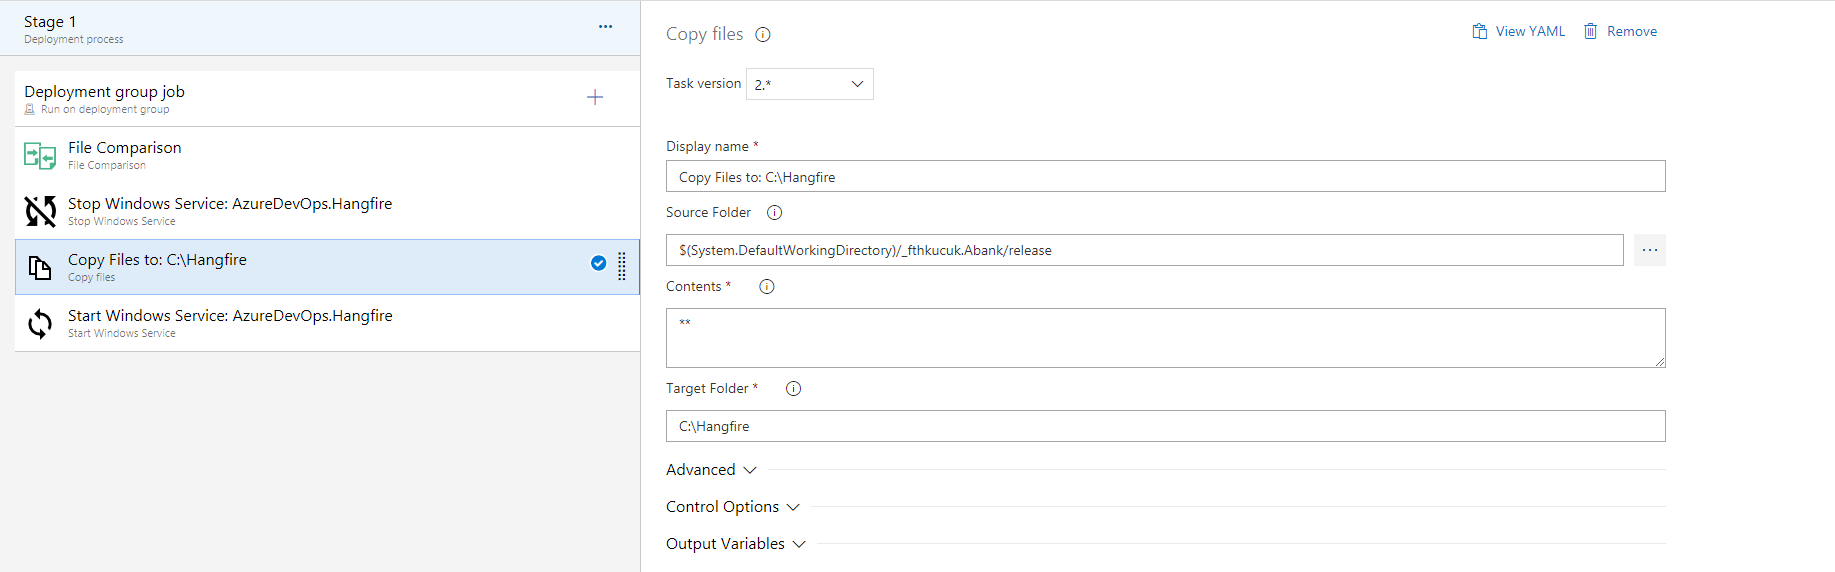 Stage 1
Deployment process
Deployment group job
Run on deployment group
File Comparison
File Comparison
Stop Windows Service: AzureDevOps.Hangfire
Stop Windows Service
Copy Files to: C:\Hangfire
Copy files
Start Windows Service: AzureDevOps.Hangfire
Start Windows Service
Copy files
View YAML
Remove
Task version
2.*
Display name *
Copy Files to: C:\Hangfire
Source Folder
$(System.DefaultWorkingDirectory)/_fthkucuk.Abank/release
Contents *
**
Target Folder *
C:\Hangfire
Advanced
Control Options
Output Variables